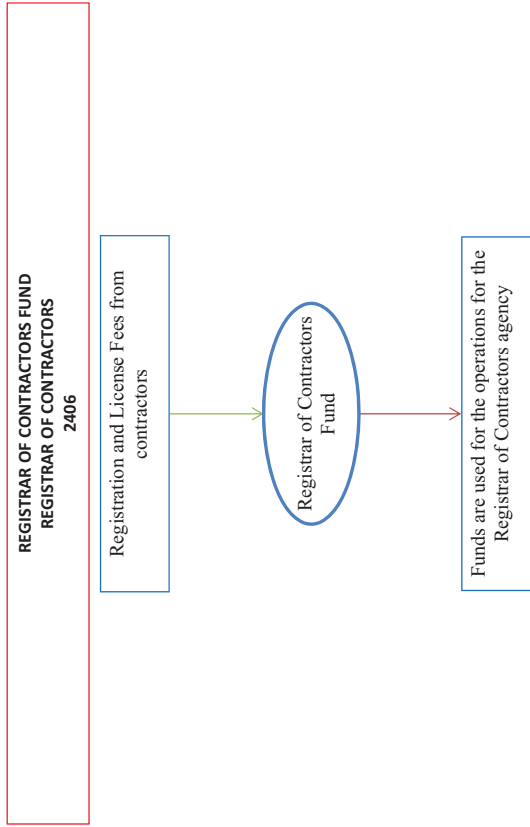 REGISTRAR OF CONTRACTORS FUND
REGISTRAR OF CONTRACTORS
2406
Registration and License Fees from
contractors
Registrar of Contractors
Fund
Funds are used for the operations for the
Registrar of Contractors agency